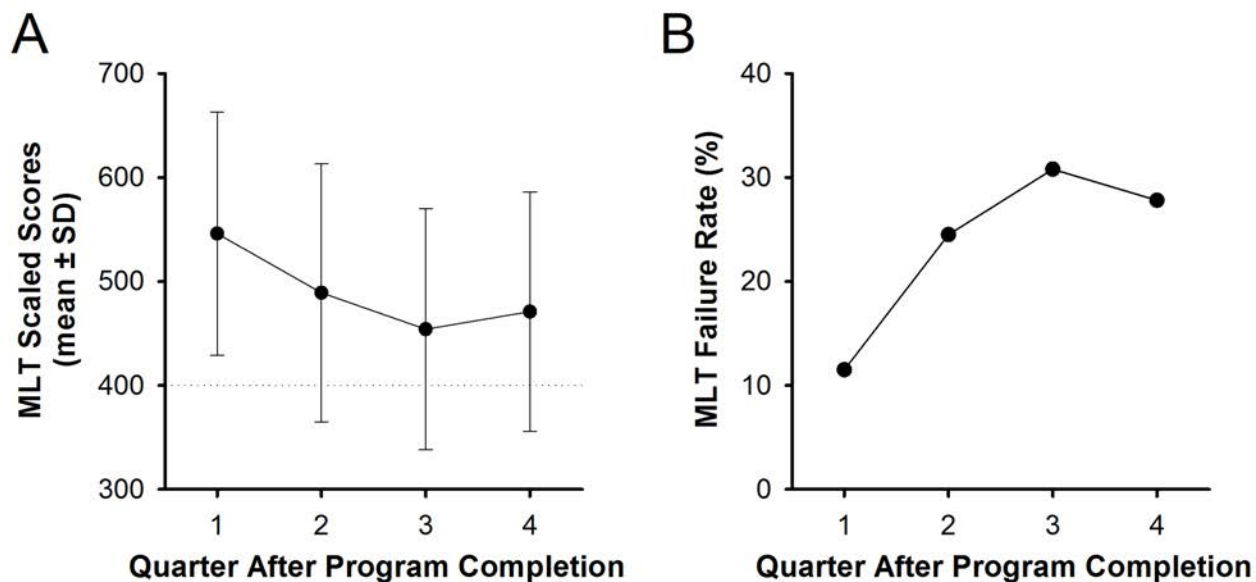 A
MLT Scaled Scores
(mean ± SD)
700
600
500
400
300
1 2 3 4
Quarter After Program Completion
B
MLT Failure Rate (%)
40
30
20
10
0
1 2 3 4
Quarter After Program Completion